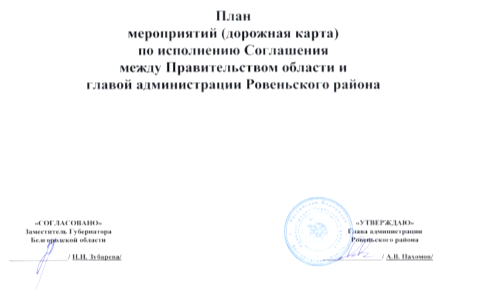 План
мероприятий (дорожная карта)
по исполнению Соглашения
между Правительством области и
главой администрации Ровеньского района
«СОГЛАСОВАНО»
Заместитель Губернатора
Белгородской области
/ Н.Н. Зубарева/
«УТВЕРЖДАЮ»
Глава администрации
Ровеньского района
/ А.В. Пахомов/